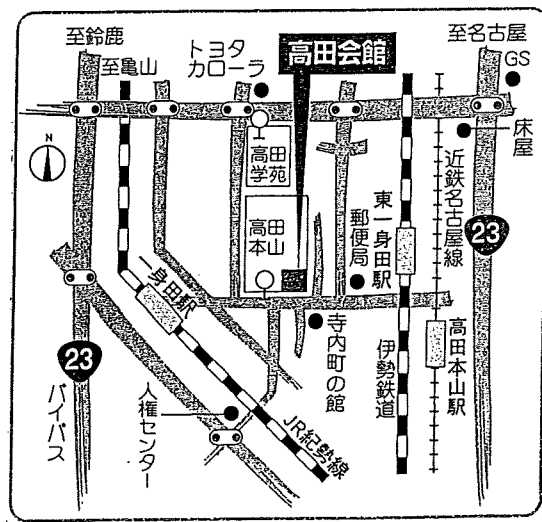 至鈴鹿
トヨタ
カローラ
高田会館
至名古屋
GS
至亀山
床屋
N
高田
学苑
近鉄名古屋線
東一身田駅
郵便局
高田
本山
23
一身田駅
寺内町の館
伊勢鉄道
高田本山駅
23
バイパス
人権センター
JR紀勢線